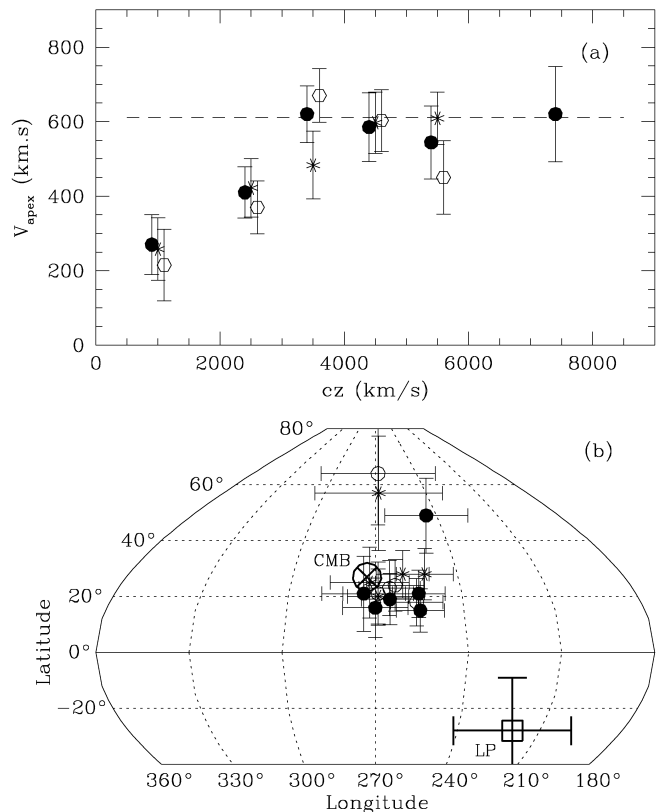 800
(a)
600
V_apex (km.s)
400
200
0
0 2000 4000 6000 8000
cz (km/s)
80°
(b)
60°
40°
CMB
20°
Latitude
0°
−20°
LP
360° 330° 300° 270° 240° 210° 180°
Longitude